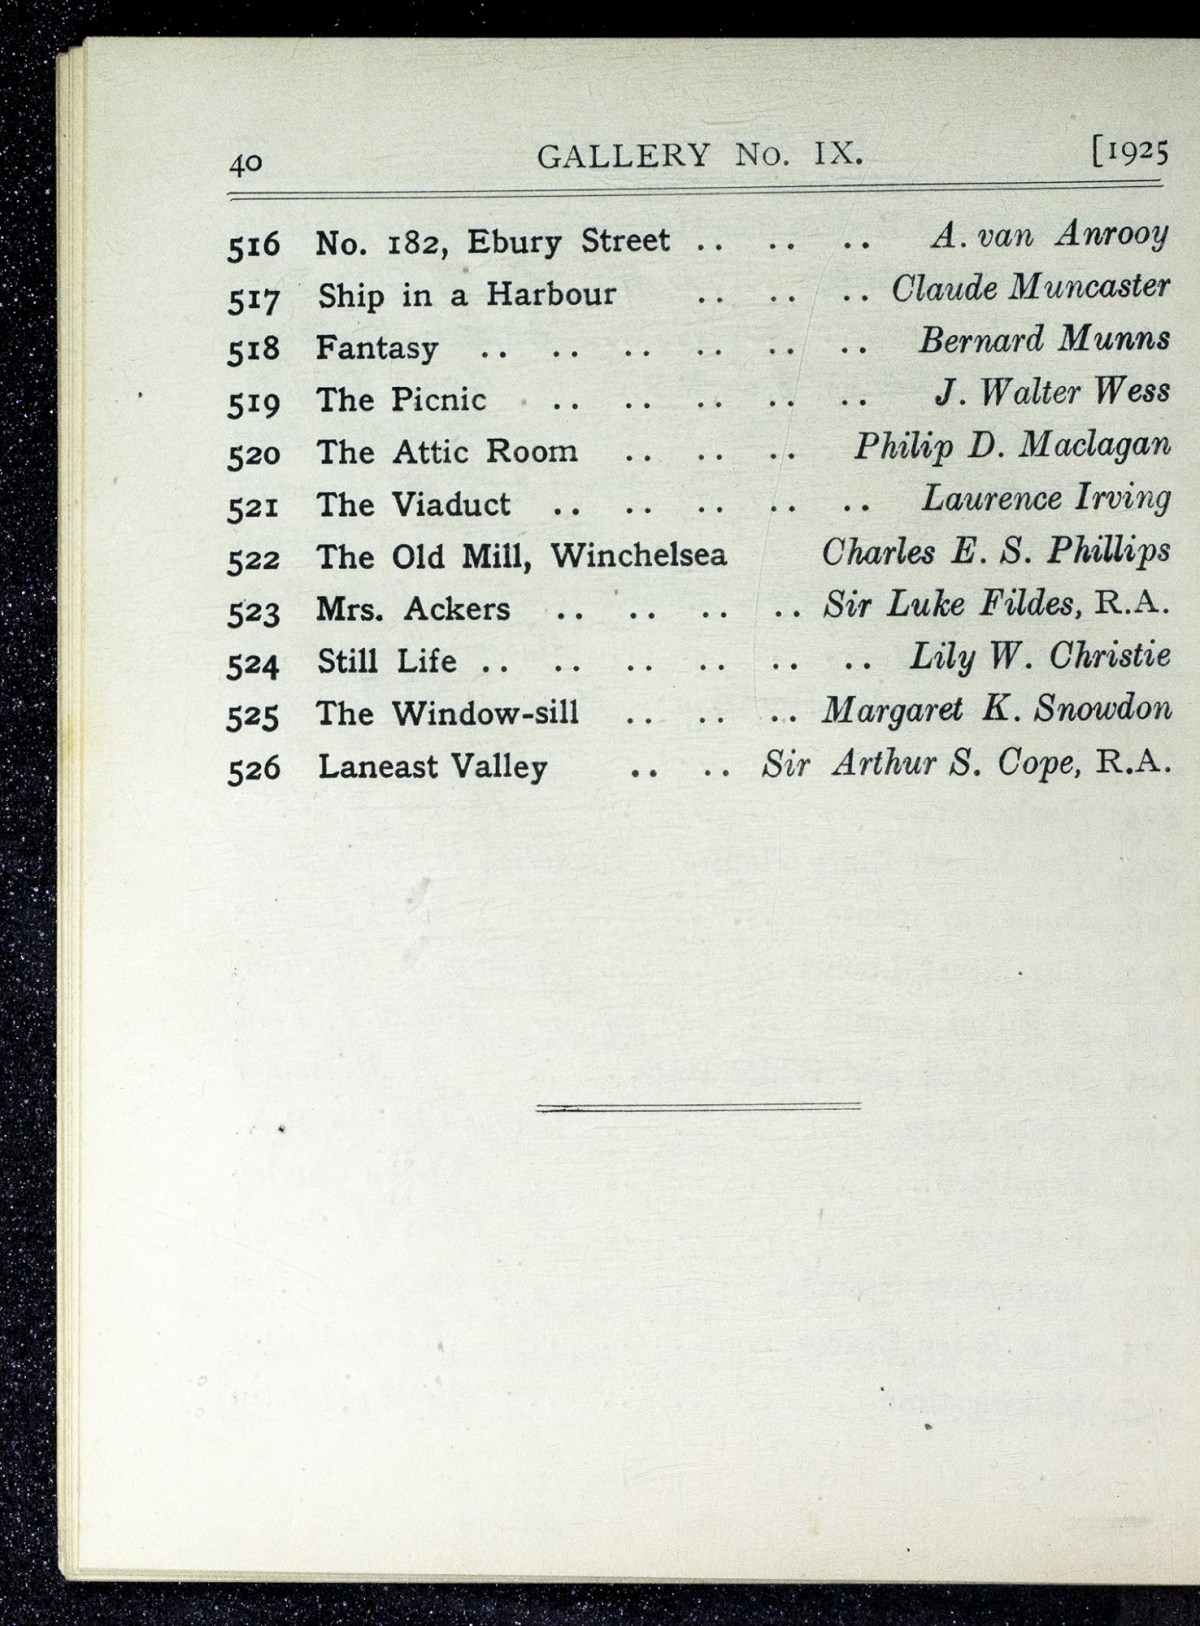 40 GALLERY No. IX. [1925
516 No. 182, Ebury Street .. .. .. A. van Anrooy
517 Ship in a Harbour .. .. .. Claude Muncaster
518 Fantasy .. .. .. .. .. .. Bernard Munns
519 The Picnic .. .. .. .. .. J. Walter Wess
520 The Attic Room .. .. .. Philip D. Maclagan
521 The Viaduct .. .. .. .. .. Laurence Irving
522 The Old Mill, Winchelsea Charles E. S. Phillips
523 Mrs. Ackers .. .. .. .. Sir Luke Fildes, R.A.
524 Still Life .. .. .. .. .. .. Lily W. Christie
525 The Window-sill .. .. .. Margaret K. Snowdon
526 Laneast Valley .. .. Sir Arthur S. Cope, R.A.